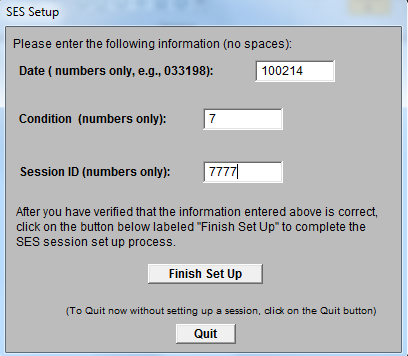 SES Setup
Please enter the following information (no spaces):
Date ( numbers only, e.g., 033198): 100214
Condition (numbers only): 7
Session ID (numbers only): 7777
After you have verified that the information entered above is correct,
click on the button below labeled "Finish Set Up" to complete the
SES session set up process.
Finish Set Up
(To Quit now without setting up a session, click on the Quit button)
Quit